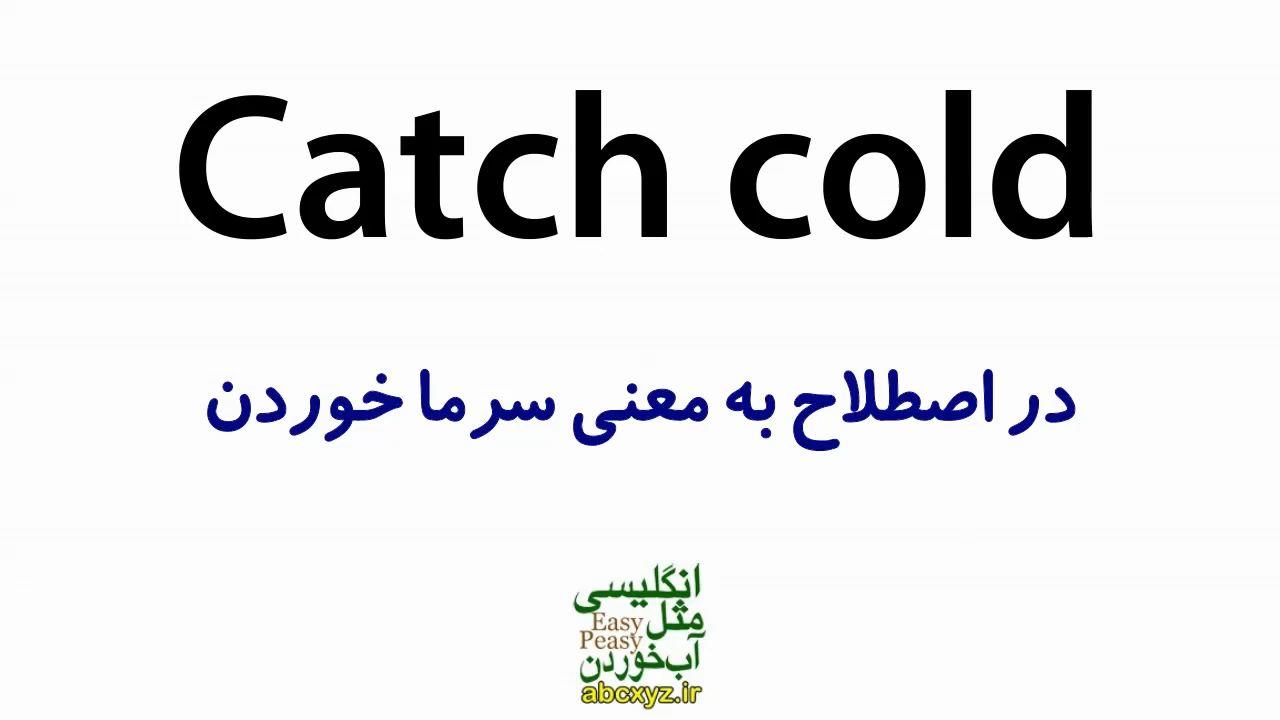 Catch cold
در اصطلاح به معنی سرما خوردن
انگلیسی
مثل Easy
Peasy
آب‌خوردن
abcxyz.ir